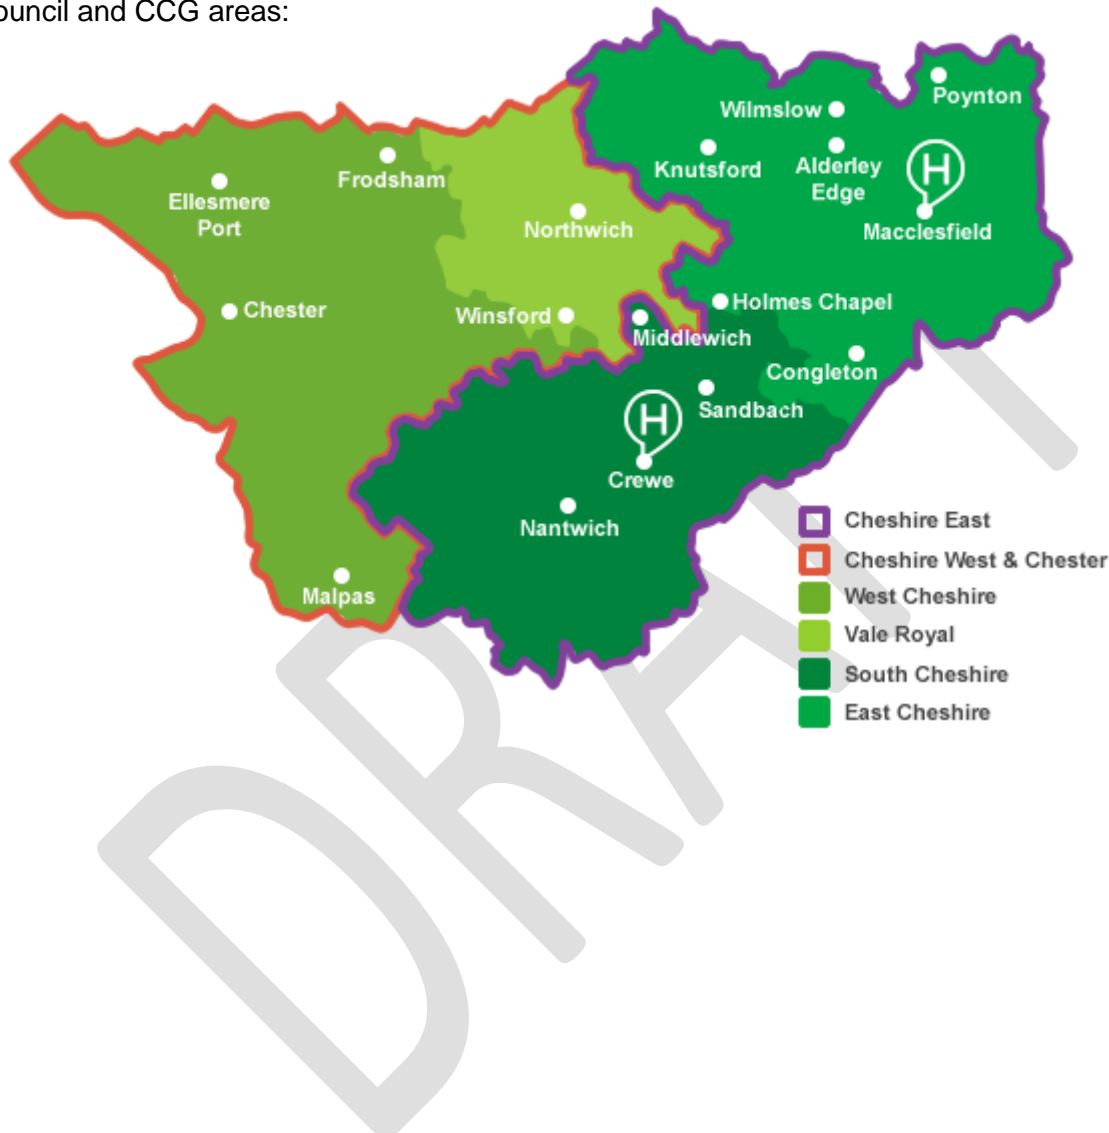 ouncil and CCG areas:
Poynton
Wilmslow
Knutsford
Alderley
Edge
H
Macclesfield
Frodsham
Ellesmere
Port
Northwich
Chester
Winsford
Holmes Chapel
Middlewich
Congleton
Sandbach
H
Crewe
Nantwich
Malpas
Cheshire East
Cheshire West & Chester
West Cheshire
Vale Royal
South Cheshire
East Cheshire
DRAFT